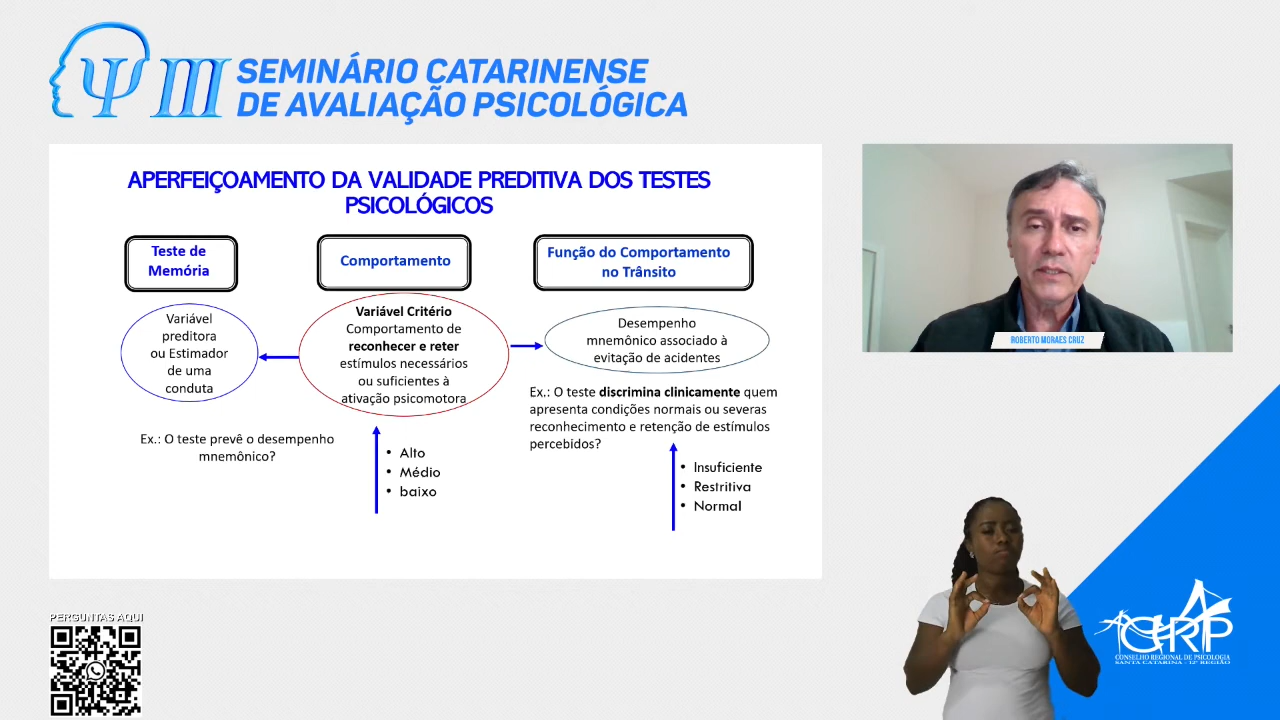 Ψ III SEMINÁRIO CATARINENSE
DE AVALIAÇÃO PSICOLÓGICA
APERFEIÇOAMENTO DA VALIDADE PREDITIVA DOS TESTES
PSICOLÓGICOS
Teste de
Memória
Comportamento
Função do Comportamento
no Trânsito
Variável
preditora
ou Estimador
de uma
conduta
Variável Critério
Comportamento de
reconhecer e reter
estímulos necessários
ou suficientes à
ativação psicomotora
Desempenho
mnemônico associado à
evitação de acidentes
Ex.: O teste prevê o desempenho
mnemônico?
• Alto
• Médio
• baixo
Ex.: O teste discrimina clinicamente quem
apresenta condições normais ou severas
reconhecimento e retenção de estímulos
percebidos?
• Insuficiente
• Restritiva
• Normal
ROBERTO MORAES CRUZ
PERGUNTAS AQUI
CRP
CONSELHO REGIONAL DE PSICOLOGIA
SANTA CATARINA - 12ª REGIÃO